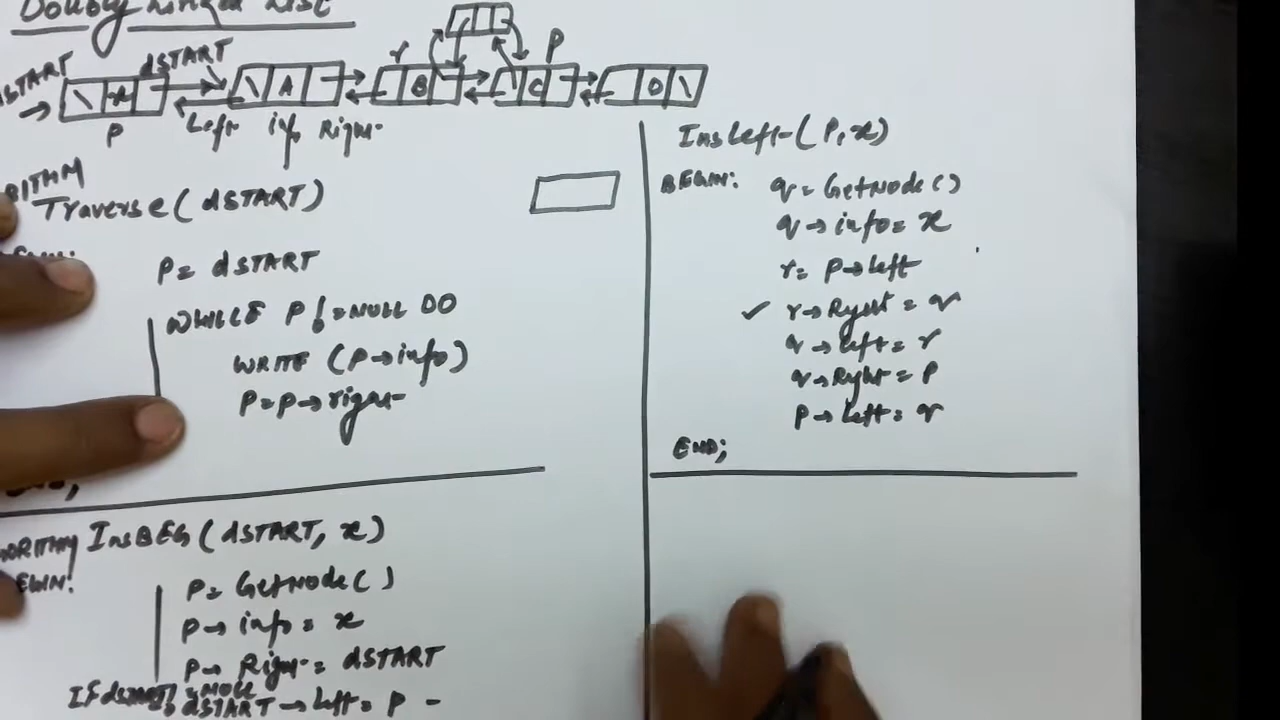 Doubly Linked List
dSTART
r
P
A
B
C
D
x
P
Left info Right
Traverse(dSTART)
P= dSTART
WHILE P != NULL DO
WRITE (P→info)
P=P→right
END;
InsBEG(dSTART, x)
P= GetNode()
P→ info = x
P→ Right= dSTART
dSTART →Left= P
InsLeft(P,x)
BEGIN:
q= GetNode()
q→ info= x
r= P→Left
✓ r→Right = q
q→Left= r
q→Right= P
P→Left= q
END;